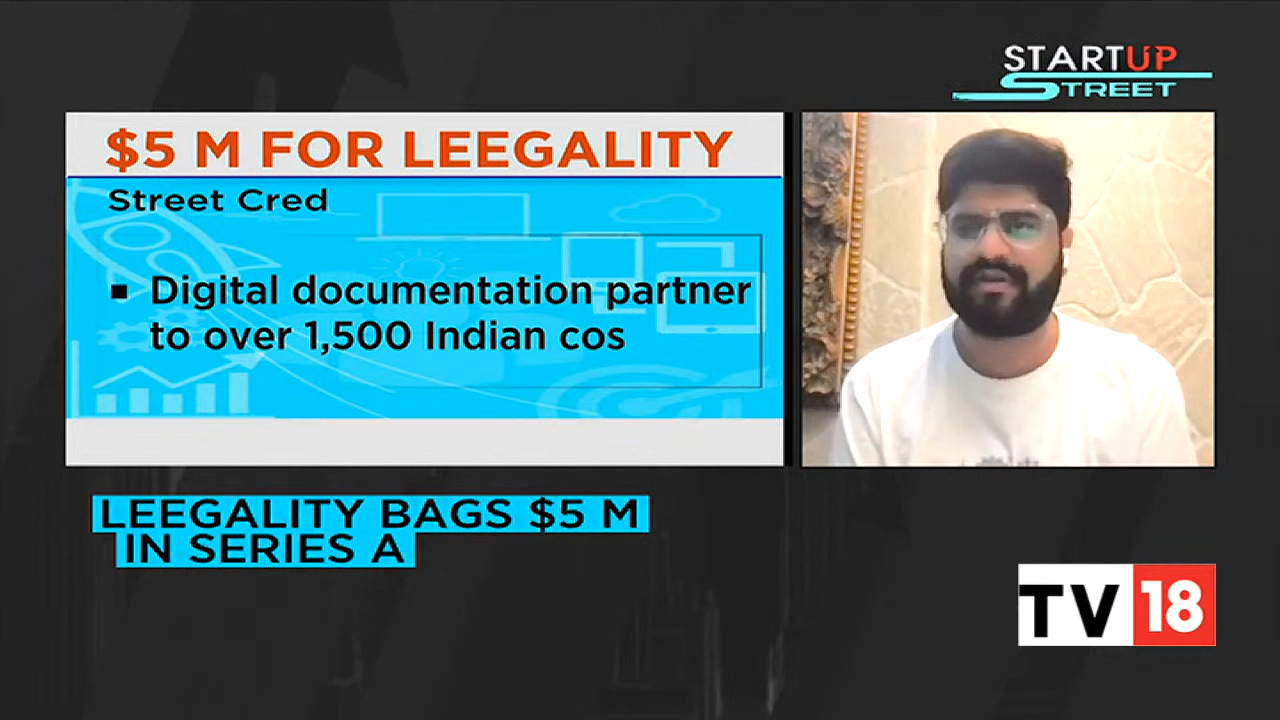 STARTUP
STREET
$5 M FOR LEEGALITY
Street Cred
▪ Digital documentation partner
to over 1,500 Indian cos
LEEGALITY BAGS $5 M
IN SERIES A
TV18